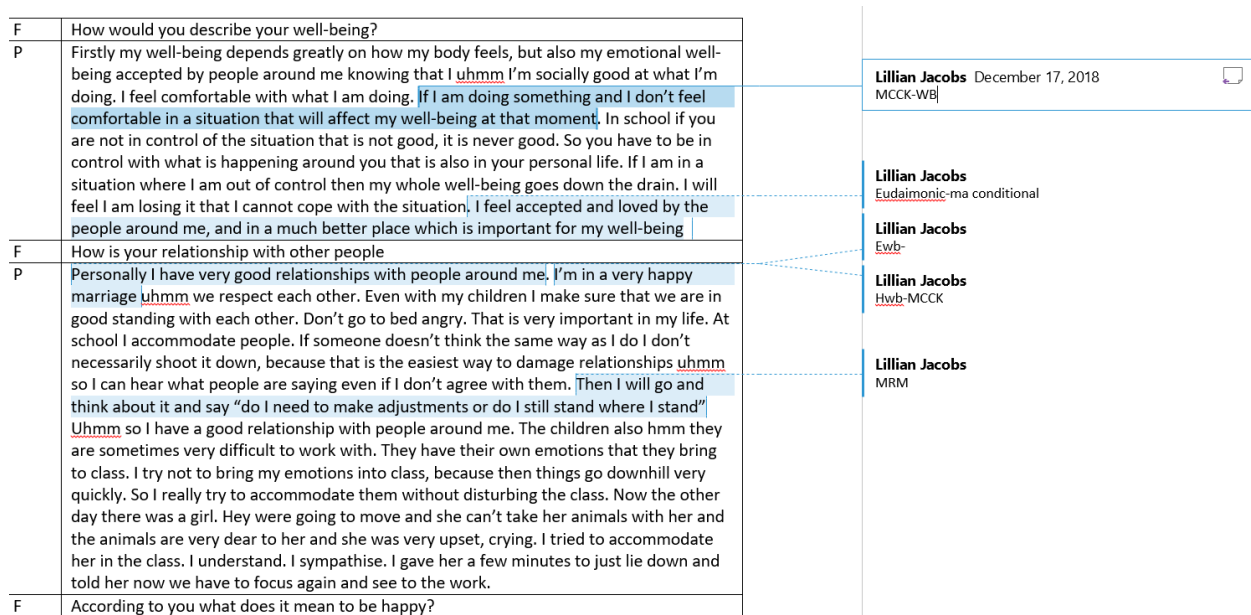 F How would you describe your well-being?
P Firstly my well-being depends greatly on how my body feels, but also my emotional well-
being accepted by people around me knowing that I uhmm I’m socially good at what I’m
doing. I feel comfortable with what I am doing. If I am doing something and I don’t feel
comfortable in a situation that will affect my well-being at that moment. In school if you
are not in control of the situation that is not good, it is never good. So you have to be in
control with what is happening around you that is also in your personal life. If I am in a
situation where I am out of control then my whole well-being goes down the drain. I will
feel I am losing it that I cannot cope with the situation. I feel accepted and loved by the
people around me, and in a much better place which is important for my well-being
F How is your relationship with other people
P Personally I have very good relationships with people around me. I’m in a very happy
marriage uhmm we respect each other. Even with my children I make sure that we are in
good standing with each other. Don’t go to bed angry. That is very important in my life. At
school I accommodate people. If someone doesn’t think the same way as I do I don’t
necessarily shoot it down, because that is the easiest way to damage relationships uhmm
so I can hear what people are saying even if I don’t agree with them. Then I will go and
think about it and say “do I need to make adjustments or do I still stand where I stand”
Uhmm so I have a good relationship with people around me. The children also hmm they
are sometimes very difficult to work with. They have their own emotions that they bring
to class. I try not to bring my emotions into class, because then things go downhill very
quickly. So I really try to accommodate them without disturbing the class. Now the other
day there was a girl. Hey were going to move and she can’t take her animals with her and
the animals are very dear to her and she was very upset, crying. I tried to accommodate
her in the class. I understand. I sympathise. I gave her a few minutes to just lie down and
told her now we have to focus again and see to the work.
F According to you what does it mean to be happy?
Lillian Jacobs December 17, 2018
MCCK-WB
Lillian Jacobs
Eudaimonic-ma conditional
Lillian Jacobs
Ewb-
Lillian Jacobs
Hwb-MCCK
Lillian Jacobs
MRM